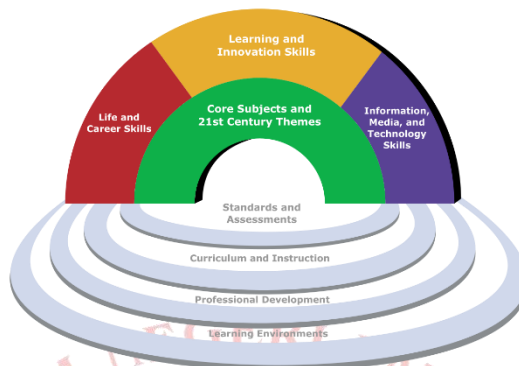 Learning and
Innovation Skills
Core Subjects and
21st Century Themes
Life and
Career Skills
Information,
Media, and
Technology
Skills
Standards and
Assessments
Curriculum and Instruction
Professional Development
Learning Environments